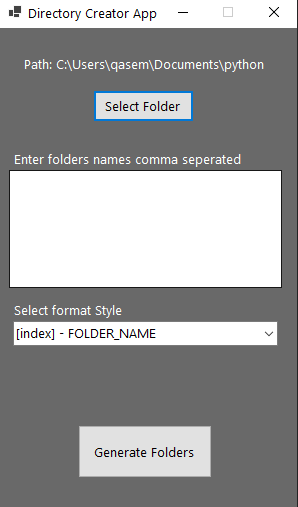 Directory Creator App
Path: C:\Users\qasem\Documents\python
Select Folder
Enter folders names comma seperated
Select format Style
[index] - FOLDER_NAME
Generate Folders